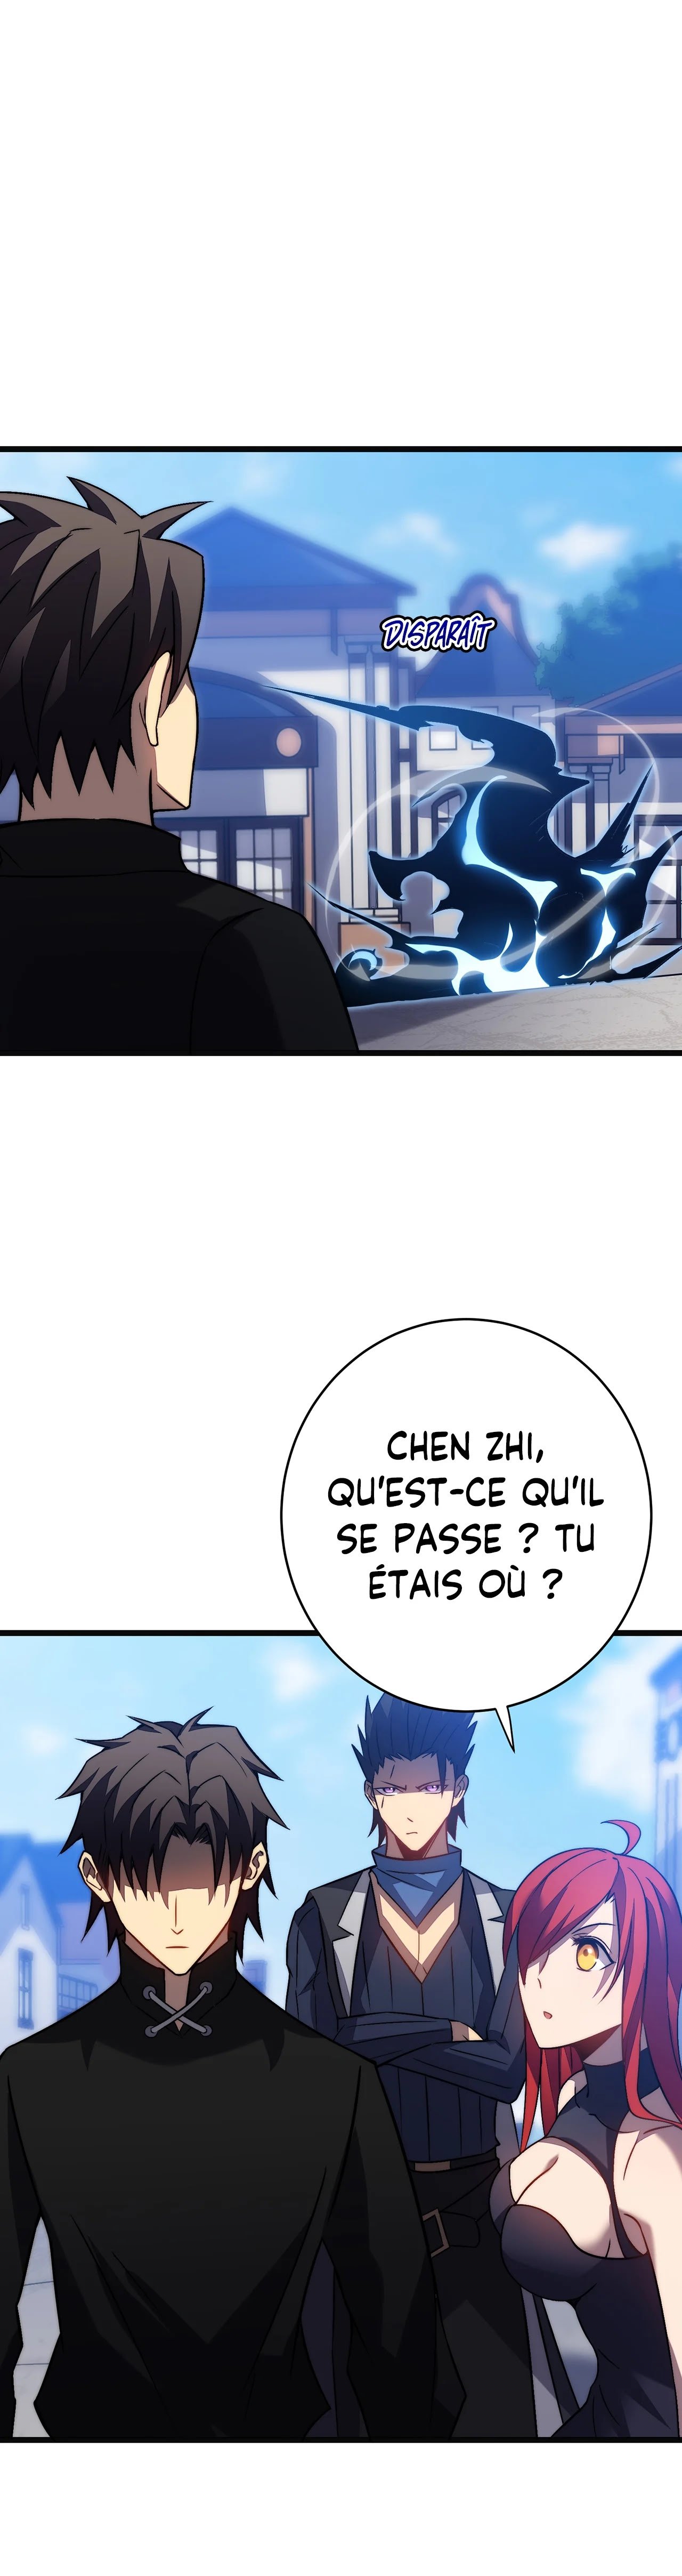 DISPARAÎT
CHEN ZHI,
QU'EST-CE QU'IL
SE PASSE ? TU
ÉTAIS OÙ ?